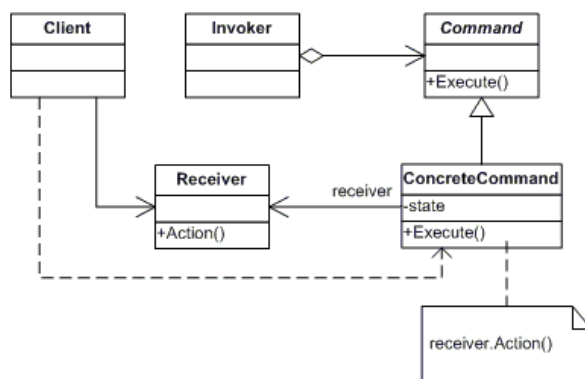 Client
Invoker
Command
+Execute()
Receiver
+Action()
receiver
ConcreteCommand
-state
+Execute()
receiver.Action()